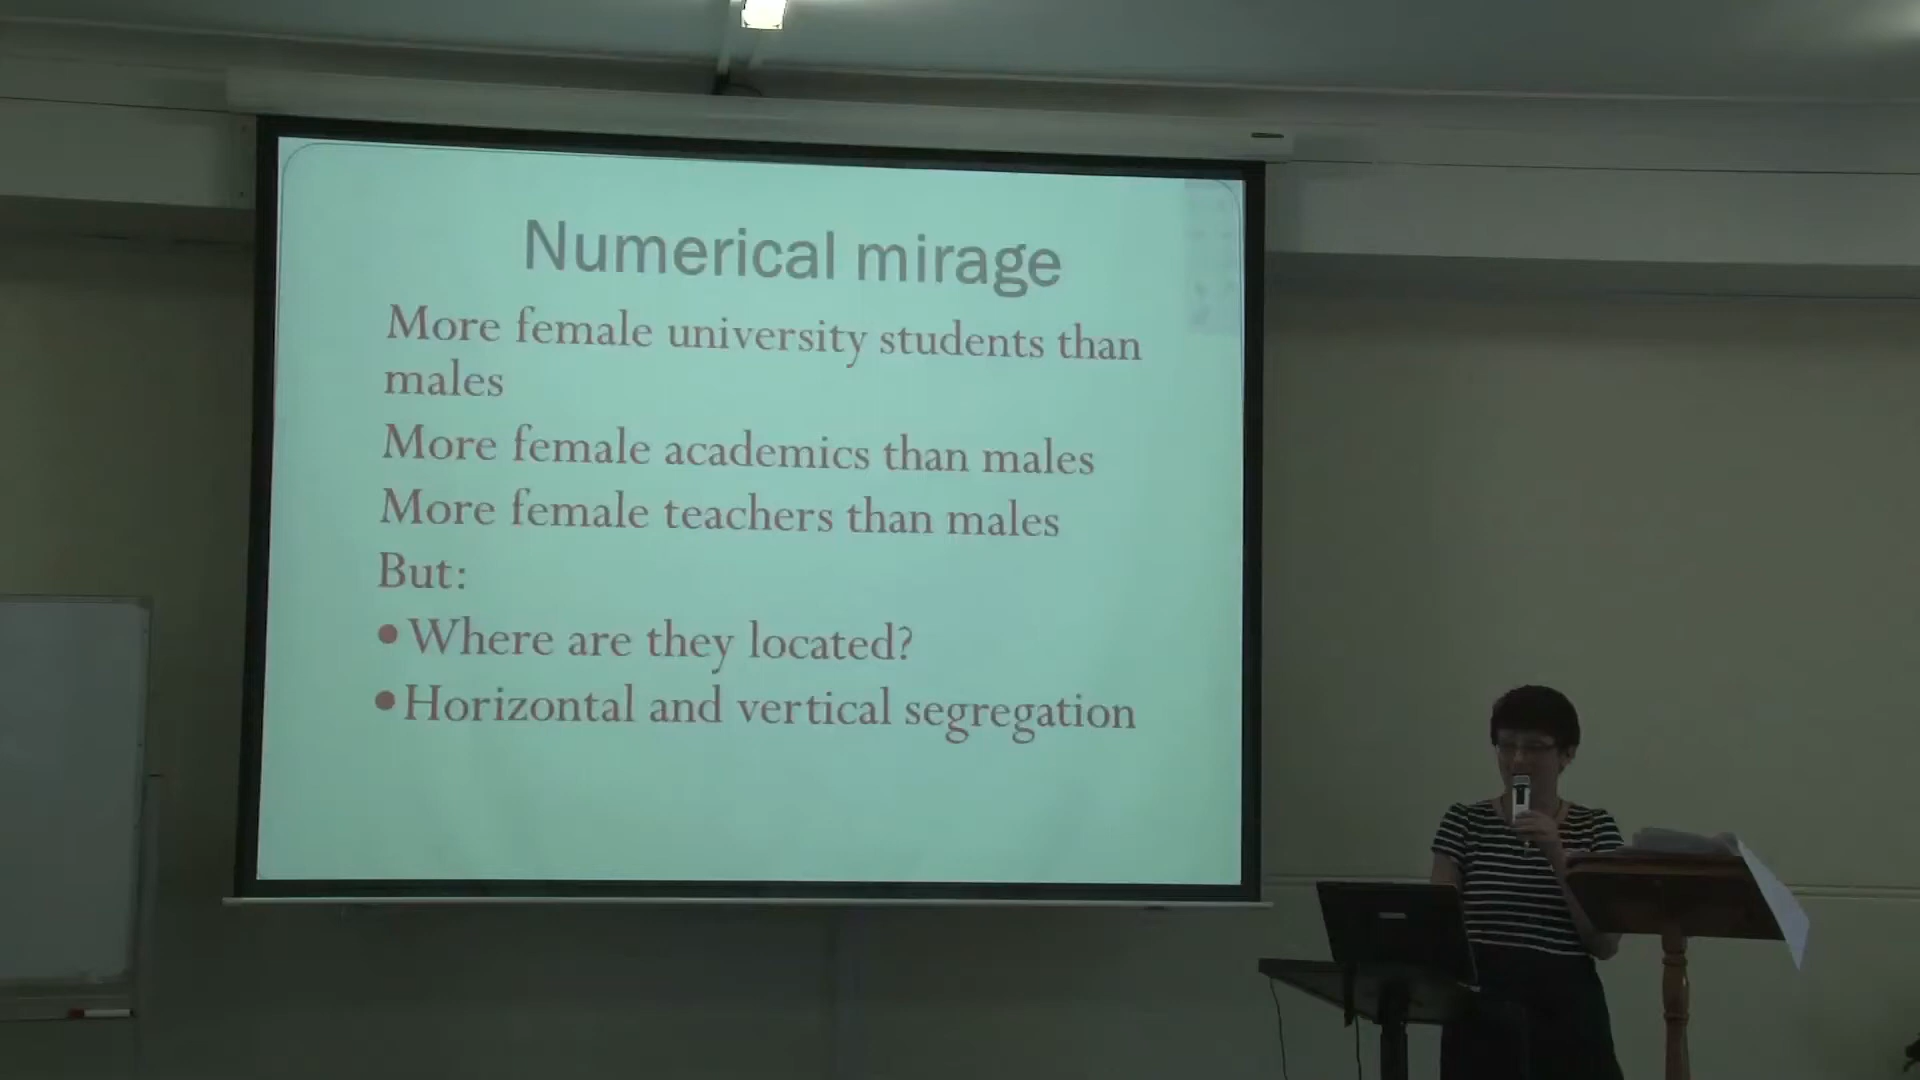 Numerical mirage
More female university students than
males
More female academics than males
More female teachers than males
But:
•Where are they located?
•Horizontal and vertical segregation